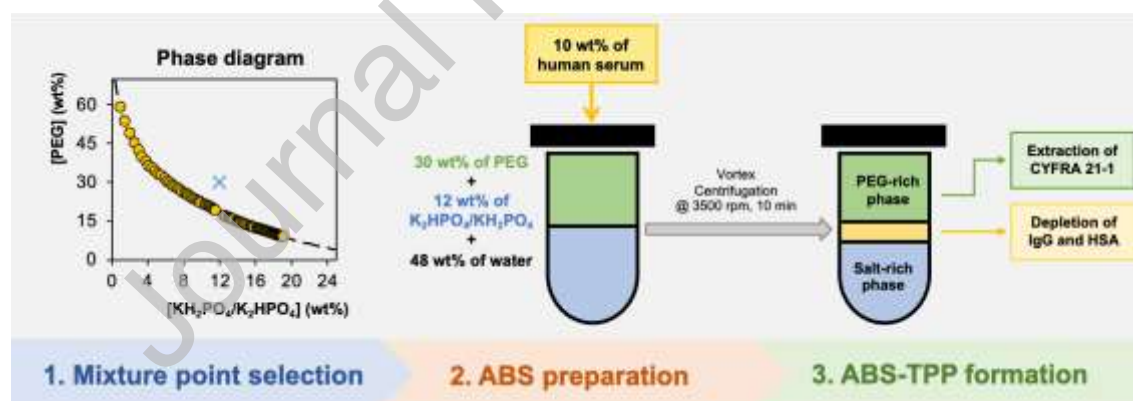 Journal
Phase diagram
[PEG] (wt%)
60
45
30
15
0
0 4 8 12 16 20 24
[KH₂PO₄/K₂HPO₄] (wt%)
10 wt% of
human serum
30 wt% of PEG
+
12 wt% of
K₂HPO₄/KH₂PO₄
+
48 wt% of water
Vortex
Centrifugation
@ 3500 rpm, 10 min
PEG-rich
phase
Salt-rich
phase
Extraction of
CYFRA 21-1
Depletion of
IgG and HSA
1. Mixture point selection
2. ABS preparation
3. ABS-TPP formation